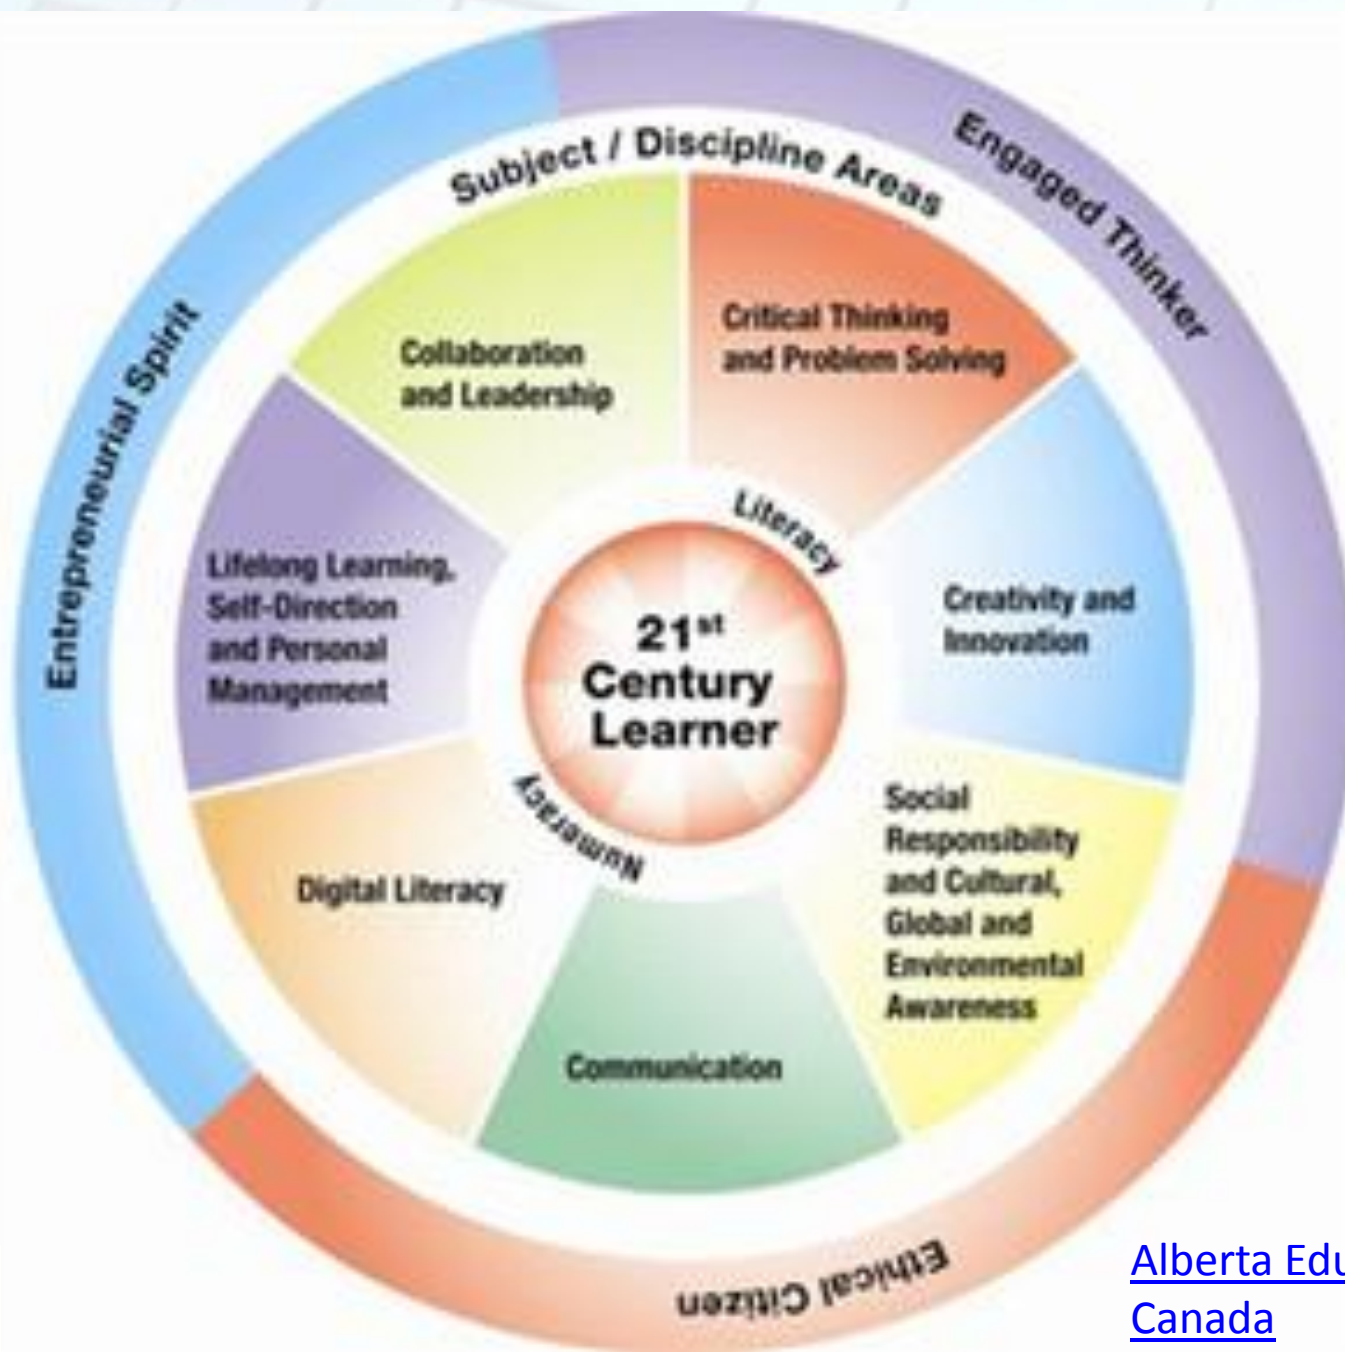 Engaged Thinker
Subject / Discipline Areas
Entrepreneurial Spirit
Collaboration
and Leadership
Critical Thinking
and Problem Solving
Literacy
Lifelong Learning,
Self-Direction
and Personal
Management
Creativity and
Innovation
21st
Century
Learner
Numeracy
Social
Responsibility
and Cultural,
Global and
Environmental
Awareness
Digital Literacy
Communication
Ethical Citizen
Alberta Edu
Canada